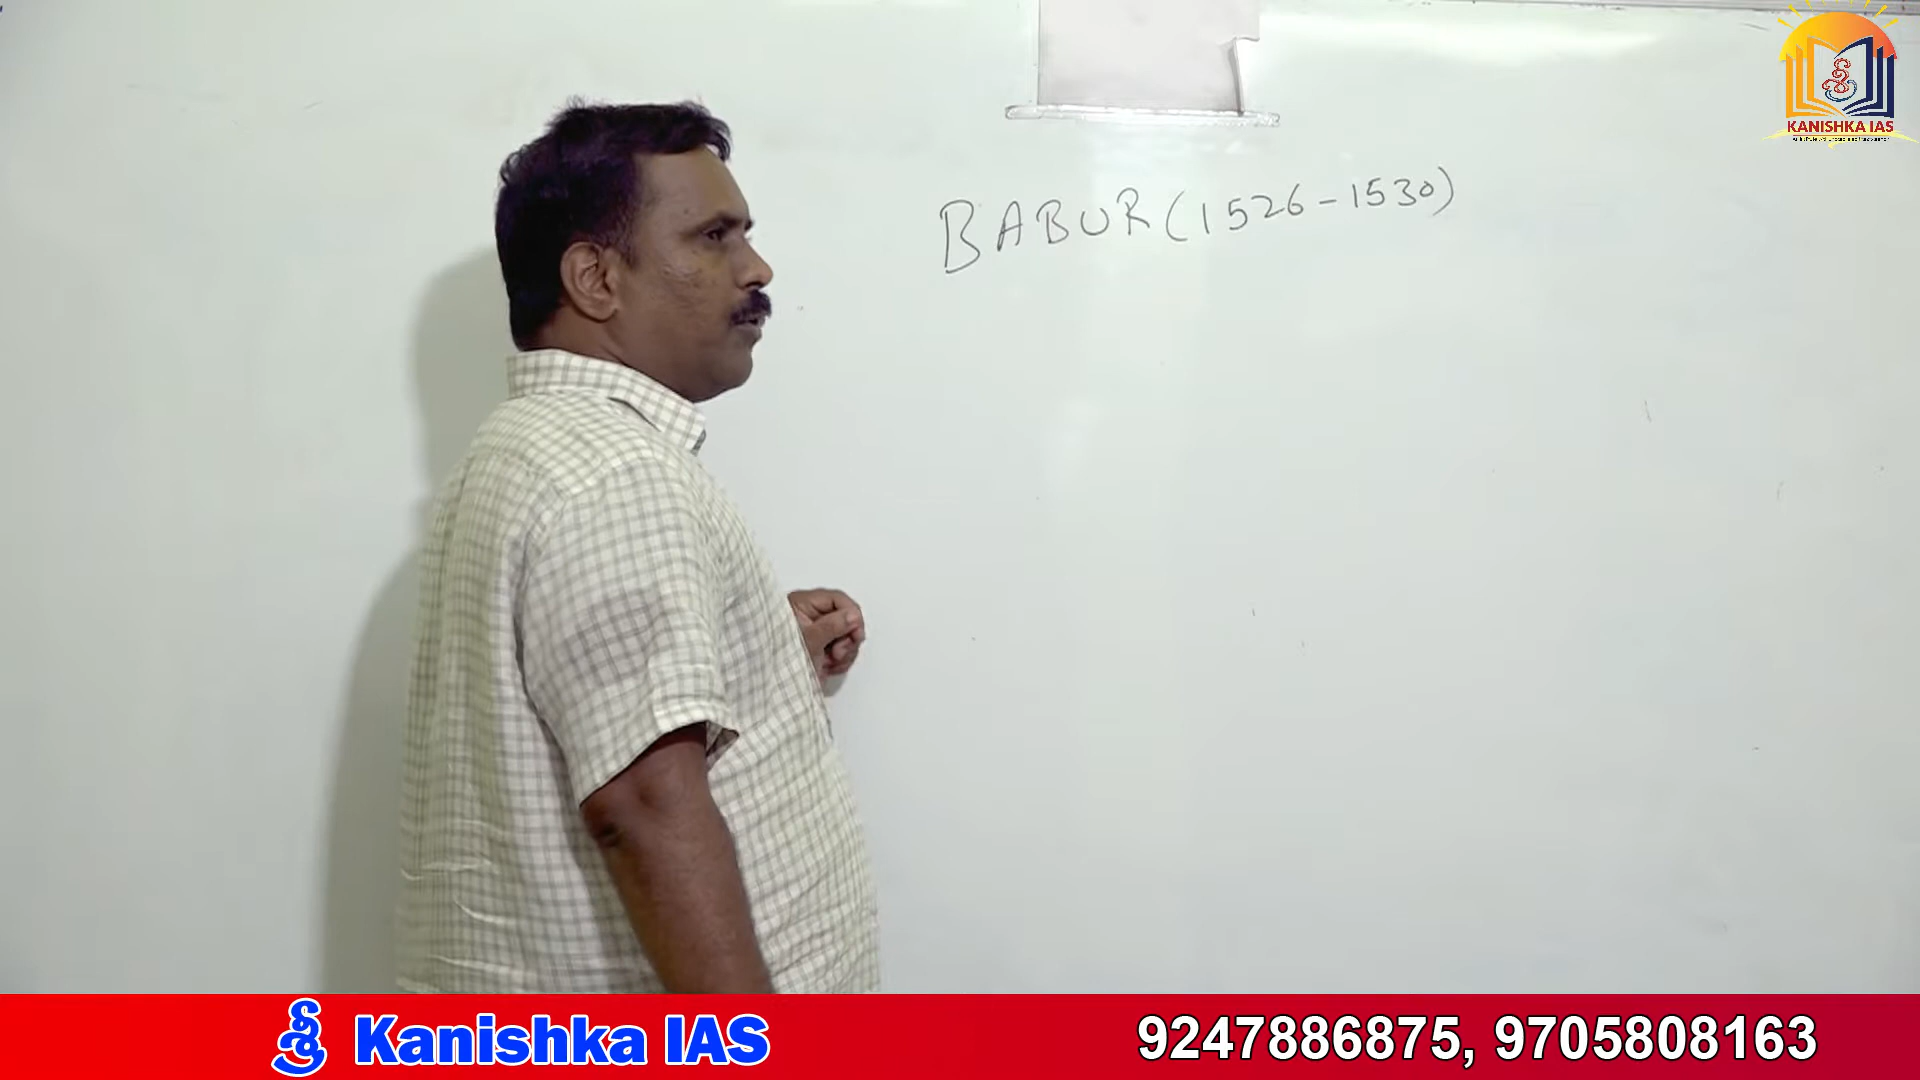 BABUR (1526-1530)
శ్రీ
KANISHKA IAS
శ్రీ Kanishka IAS
9247886875, 9705808163